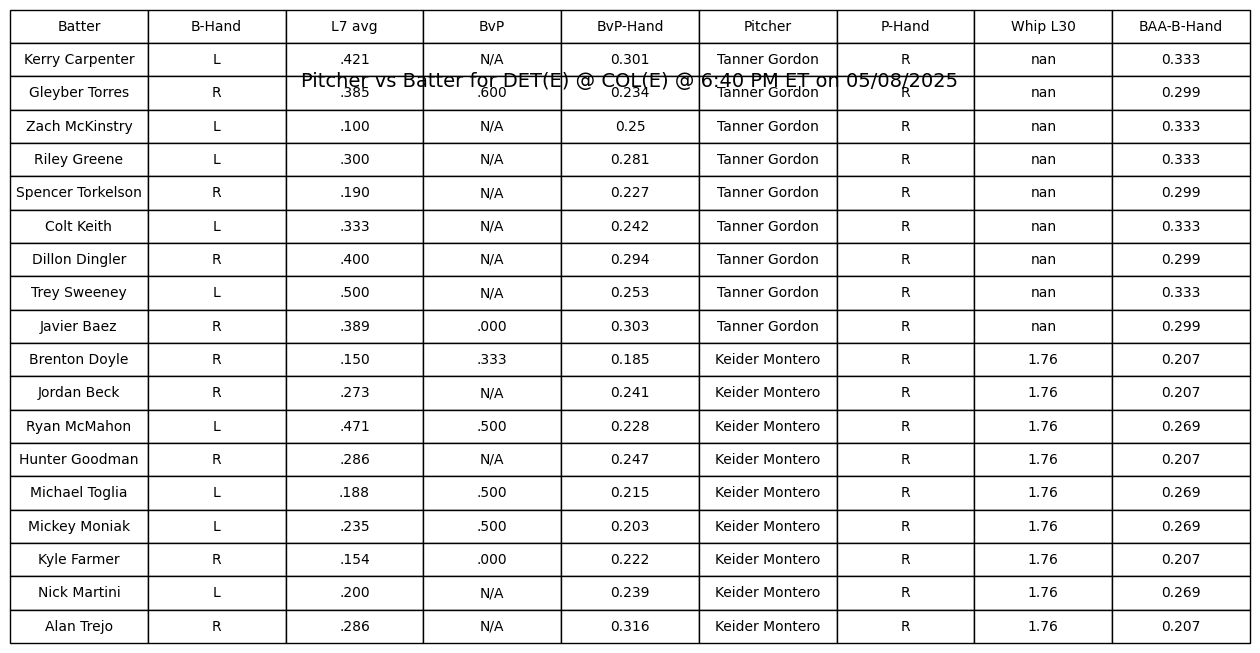 Batter B-Hand L7 avg BvP BvP-Hand Pitcher P-Hand Whip L30 BAA-B-Hand
Kerry Carpenter L .421 N/A 0.301 Tanner Gordon R nan 0.333
Pitcher vs Batter for DET(E) @ COL(E) @ 6:40 PM ET on 05/08/2025
Gleyber Torres R .385 .600 0.234 Tanner Gordon R nan 0.299
Zach McKinstry L .100 N/A 0.25 Tanner Gordon R nan 0.333
Riley Greene L .300 N/A 0.281 Tanner Gordon R nan 0.333
Spencer Torkelson R .190 N/A 0.227 Tanner Gordon R nan 0.299
Colt Keith L .333 N/A 0.242 Tanner Gordon R nan 0.333
Dillon Dingler R .400 N/A 0.294 Tanner Gordon R nan 0.299
Trey Sweeney L .500 N/A 0.253 Tanner Gordon R nan 0.333
Javier Baez R .389 .000 0.303 Tanner Gordon R nan 0.299
Brenton Doyle R .150 .333 0.185 Keider Montero R 1.76 0.207
Jordan Beck R .273 N/A 0.241 Keider Montero R 1.76 0.207
Ryan McMahon L .471 .500 0.228 Keider Montero R 1.76 0.269
Hunter Goodman R .286 N/A 0.247 Keider Montero R 1.76 0.207
Michael Toglia L .188 .500 0.215 Keider Montero R 1.76 0.269
Mickey Moniak L .235 .500 0.203 Keider Montero R 1.76 0.269
Kyle Farmer R .154 .000 0.222 Keider Montero R 1.76 0.207
Nick Martini L .200 N/A 0.239 Keider Montero R 1.76 0.269
Alan Trejo R .286 N/A 0.316 Keider Montero R 1.76 0.207